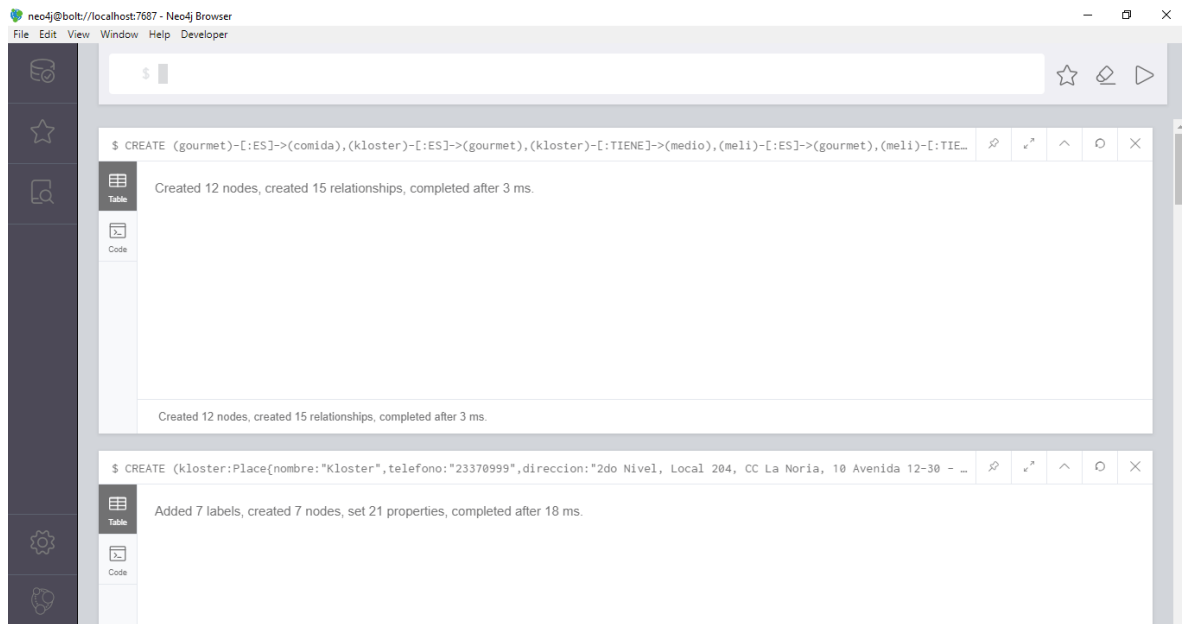 neo4j@bolt://localhost:7687 - Neo4j Browser
File Edit View Window Help Developer
$
$ CREATE (gourmet)-[:ES]->(comida),(kloster)-[:ES]->(gourmet),(kloster)-[:TIENE]->(medio),(meli)-[:ES]->(gourmet),(meli)-[:TIE…
Table
Created 12 nodes, created 15 relationships, completed after 3 ms.
Code
Created 12 nodes, created 15 relationships, completed after 3 ms.
$ CREATE (kloster:Place{nombre:"Kloster",telefono:"23370999",direccion:"2do Nivel, Local 204, CC La Noria, 10 Avenida 12-30 - …
Table
Added 7 labels, created 7 nodes, set 21 properties, completed after 18 ms.
Code